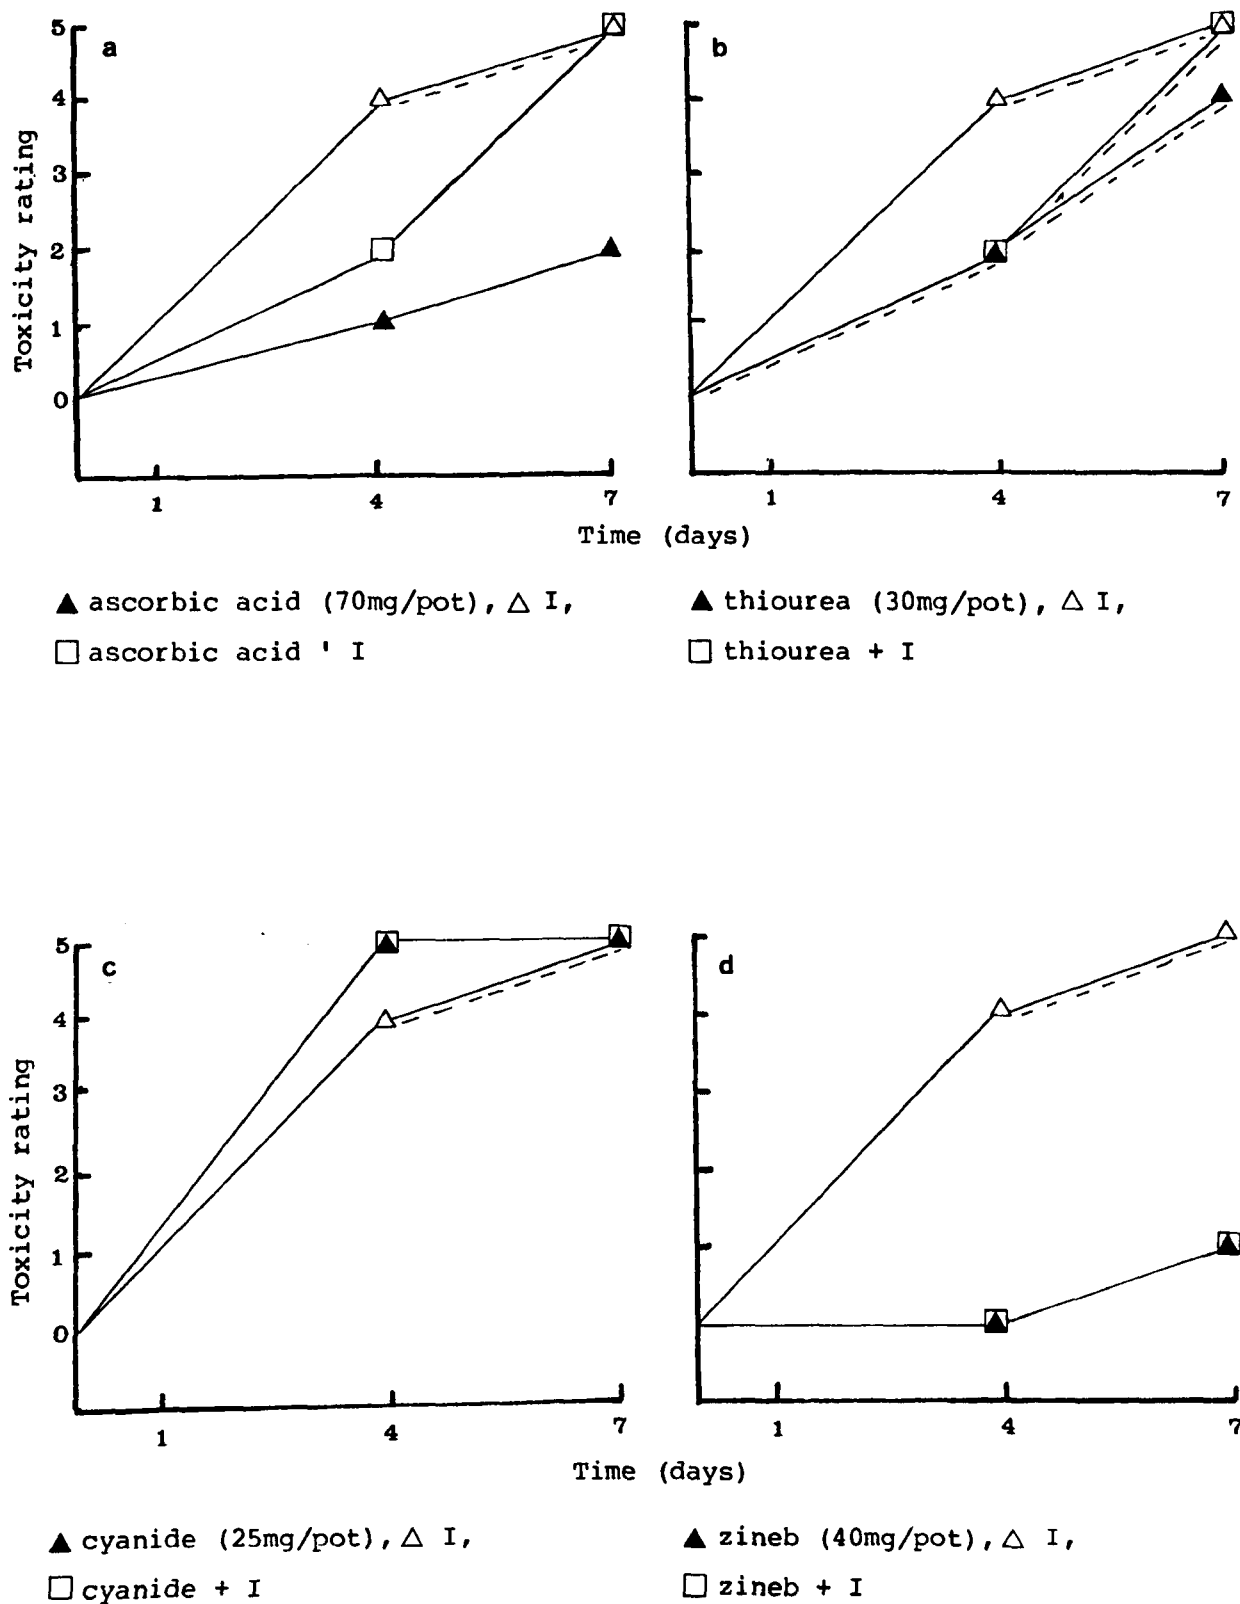 a
b
5
4
3
2
1
0
Toxicity rating
1 4 7
1 4 7
Time (days)
▲ ascorbic acid (70mg/pot), △ I,
□ ascorbic acid ' I
▲ thiourea (30mg/pot), △ I,
□ thiourea + I
c
d
5
4
3
2
1
0
Toxicity rating
1 4 7
1 4 7
Time (days)
▲ cyanide (25mg/pot), △ I,
□ cyanide + I
▲ zineb (40mg/pot), △ I,
□ zineb + I